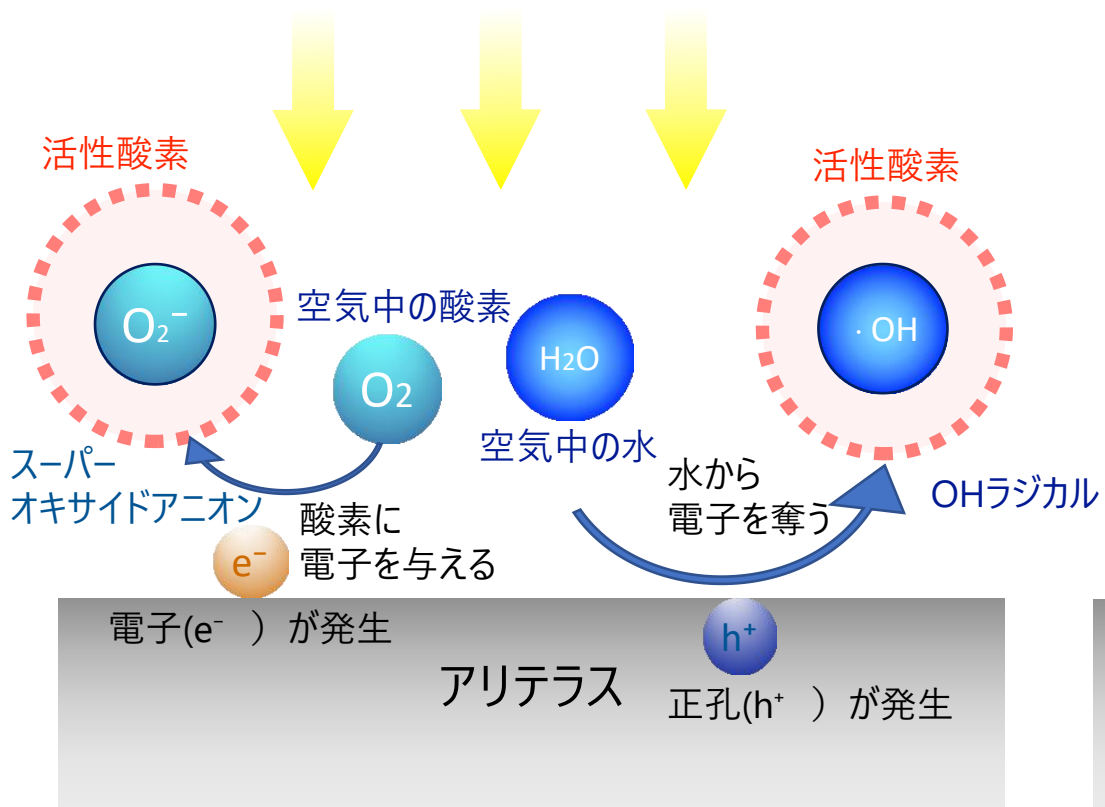 活性酸素
活性酸素
O₂⁻
空気中の酸素
O₂
H₂O
· OH
空気中の水
スーパー
オキサイドアニオン
水から
電子を奪う
OHラジカル
酸素に
電子を与える
e⁻
電子(e⁻ ）が発生
h⁺
アリテラス
正孔(h⁺ ）が発生